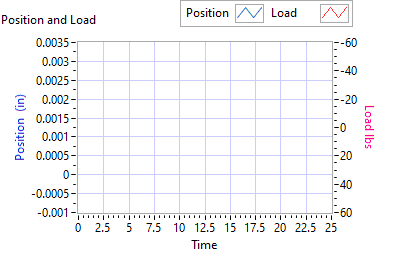 Position Load
Position and Load
0.0035
0.003
0.0025
0.002
0.0015
0.001
0.0005
0
-0.0005
-0.001
Position (in)
-60
-40
-20
0
20
40
60
Load lbs
0 2.5 5 7.5 10 12.5 15 17.5 20 22.5 25
Time